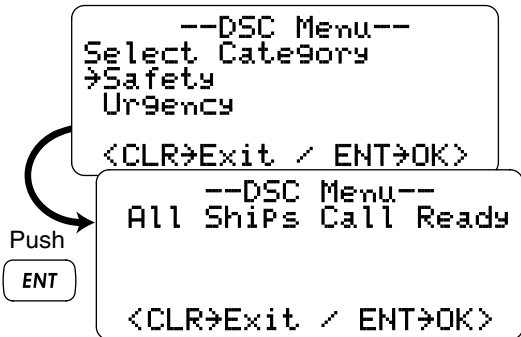 --DSC Menu--
Select Category
→Safety
Urgency
<CLR→Exit / ENT→OK>
--DSC Menu--
All Ships Call Ready
Push
ENT
<CLR→Exit / ENT→OK>